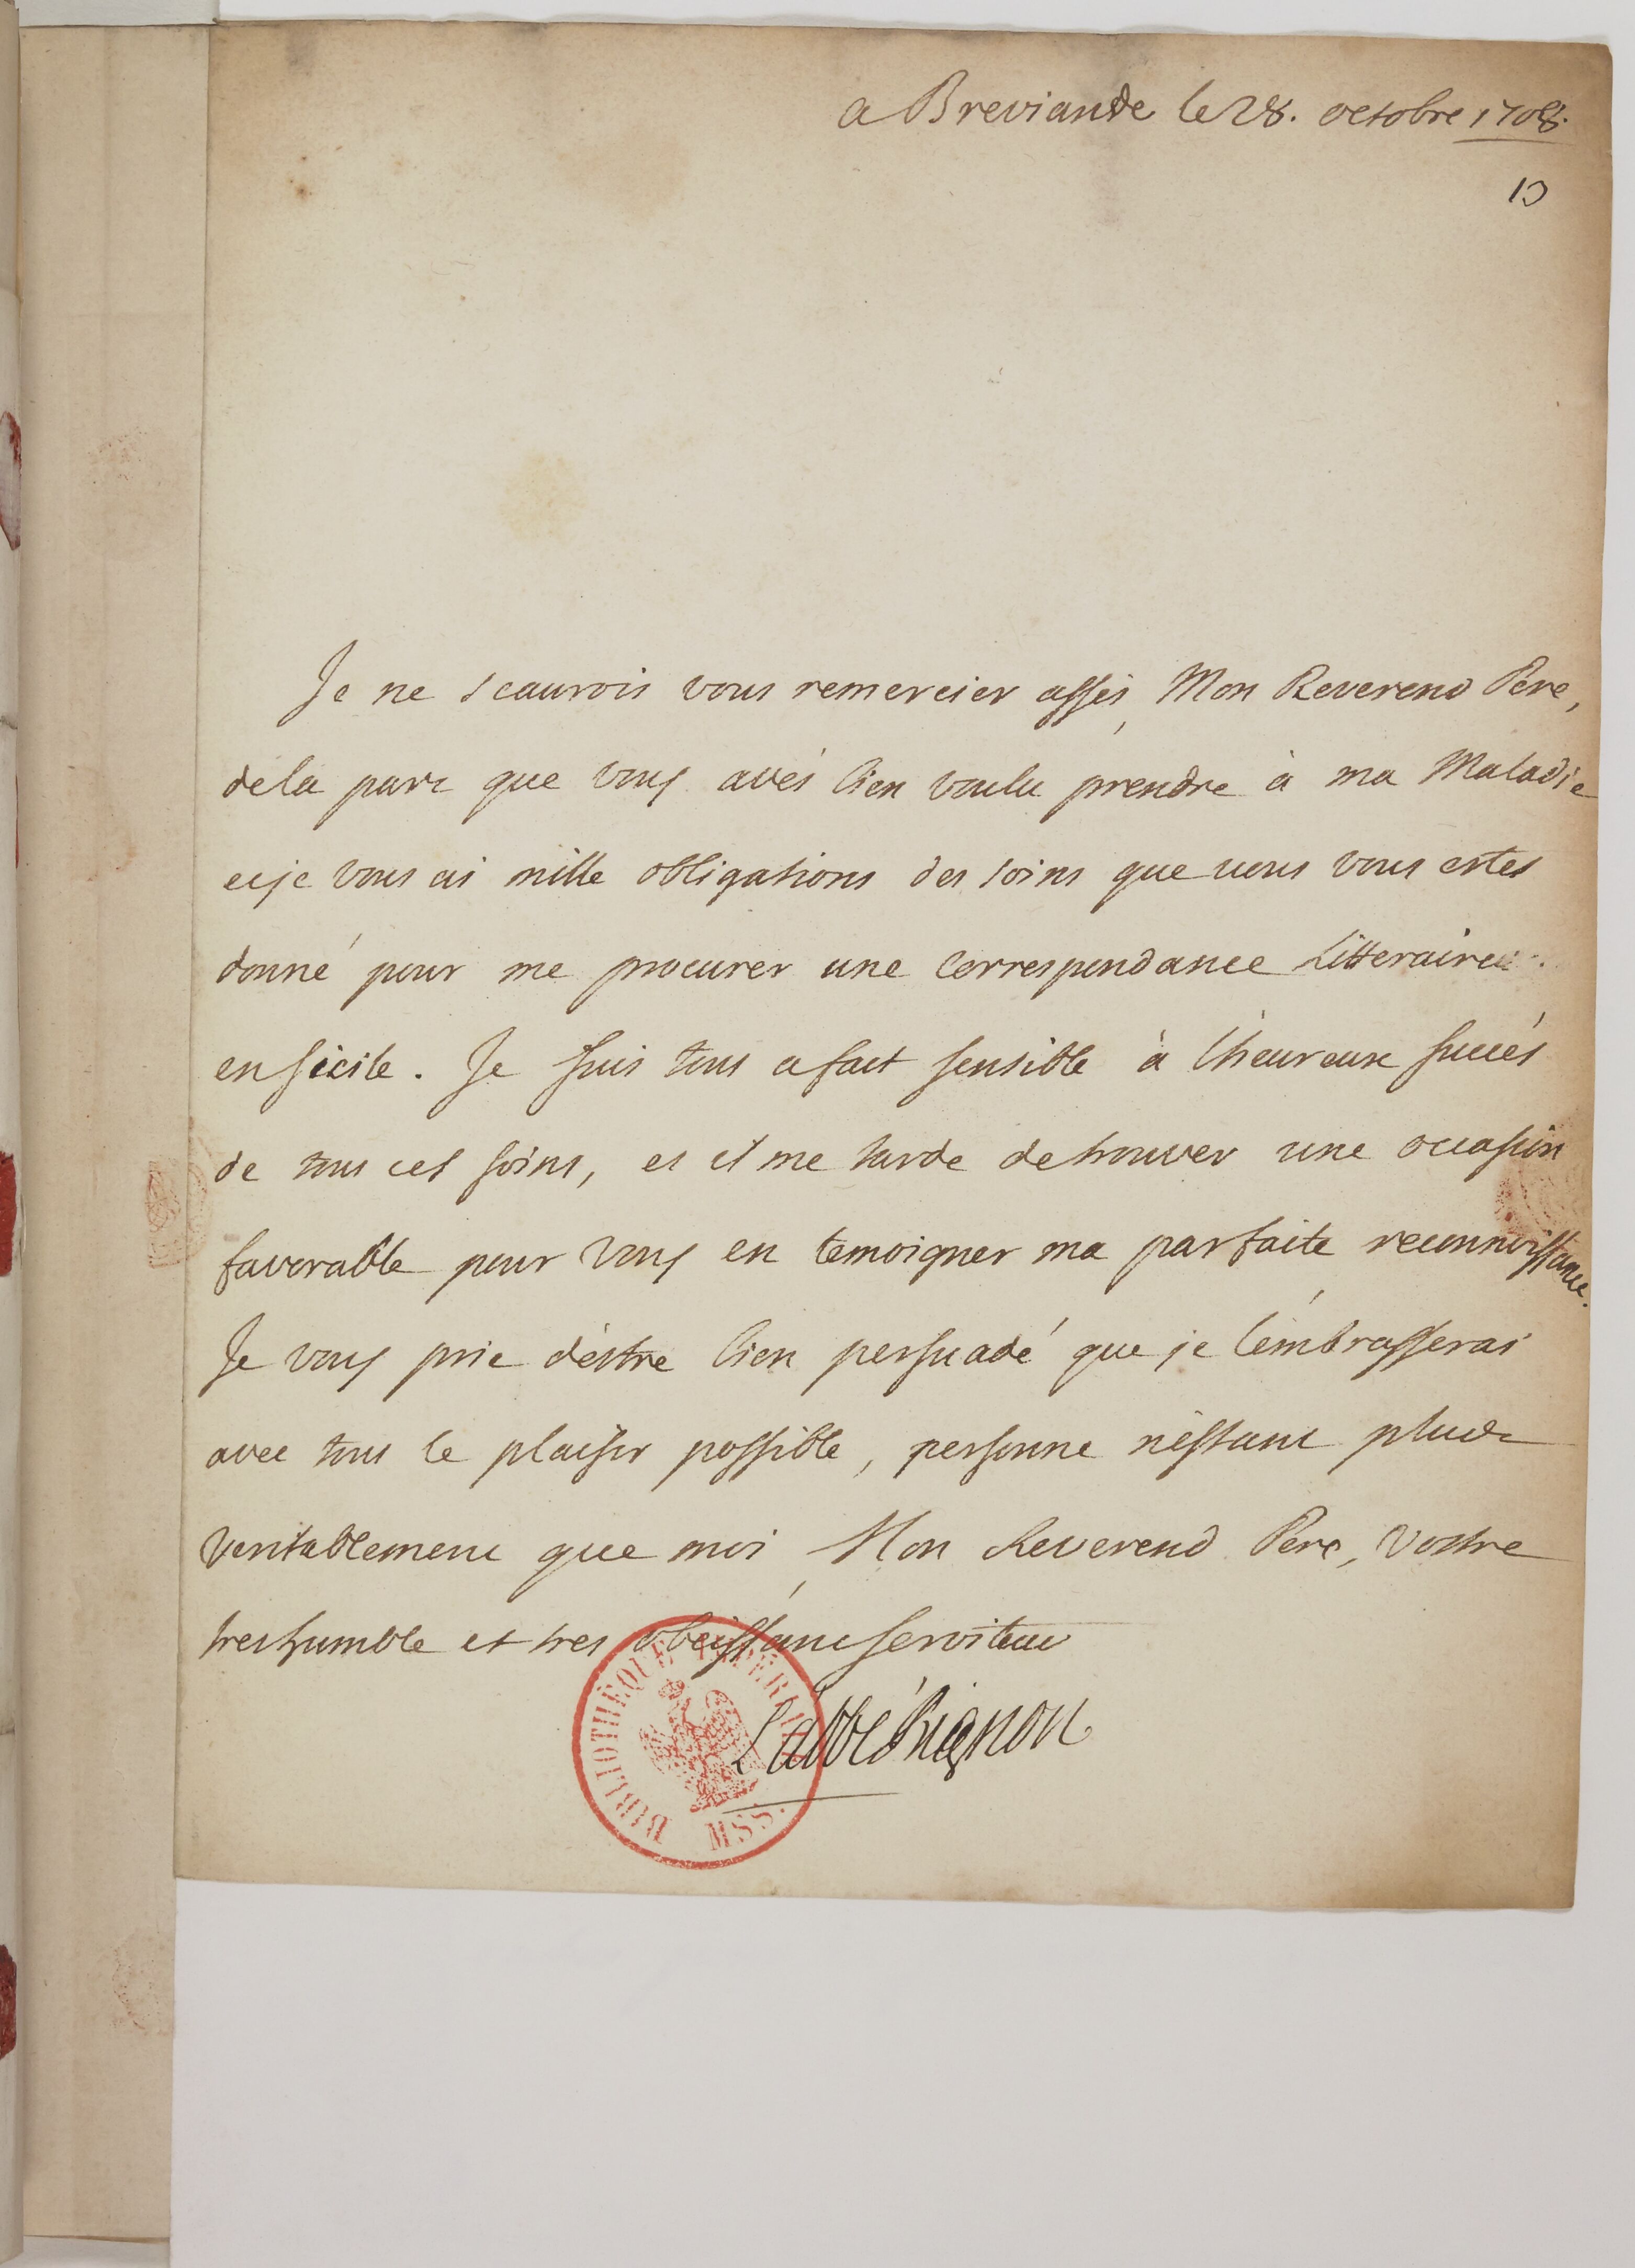 a Breviande le 28. octobre 1708.
13
Je ne scaurois vous remercier assés, Mon Reverend Pere,
dela part que vous avés bien voulu prendre à ma Maladie
et je vous ai mille obligations des soins que vous vous estes
donné pour me procurer une Correspondance Litteraire
en Sicile. Je suis tout a fait sensible à l'heureux succés
de tous ces soins, et il me tarde de trouver une occasion
favorable pour vous en temoigner ma parfaite reconnoissance.
Je vous prie d'estre bien persuadé que je l'embrasserai
avec tout le plaisir possible, personne n'estant plus
veritablement que moi, Mon Reverend Pere, Vostre
tres humble et tres obeissant serviteur
L'abbé Bignon
BIBLIOTHÈQUE IMPÉRIALE
MSS.